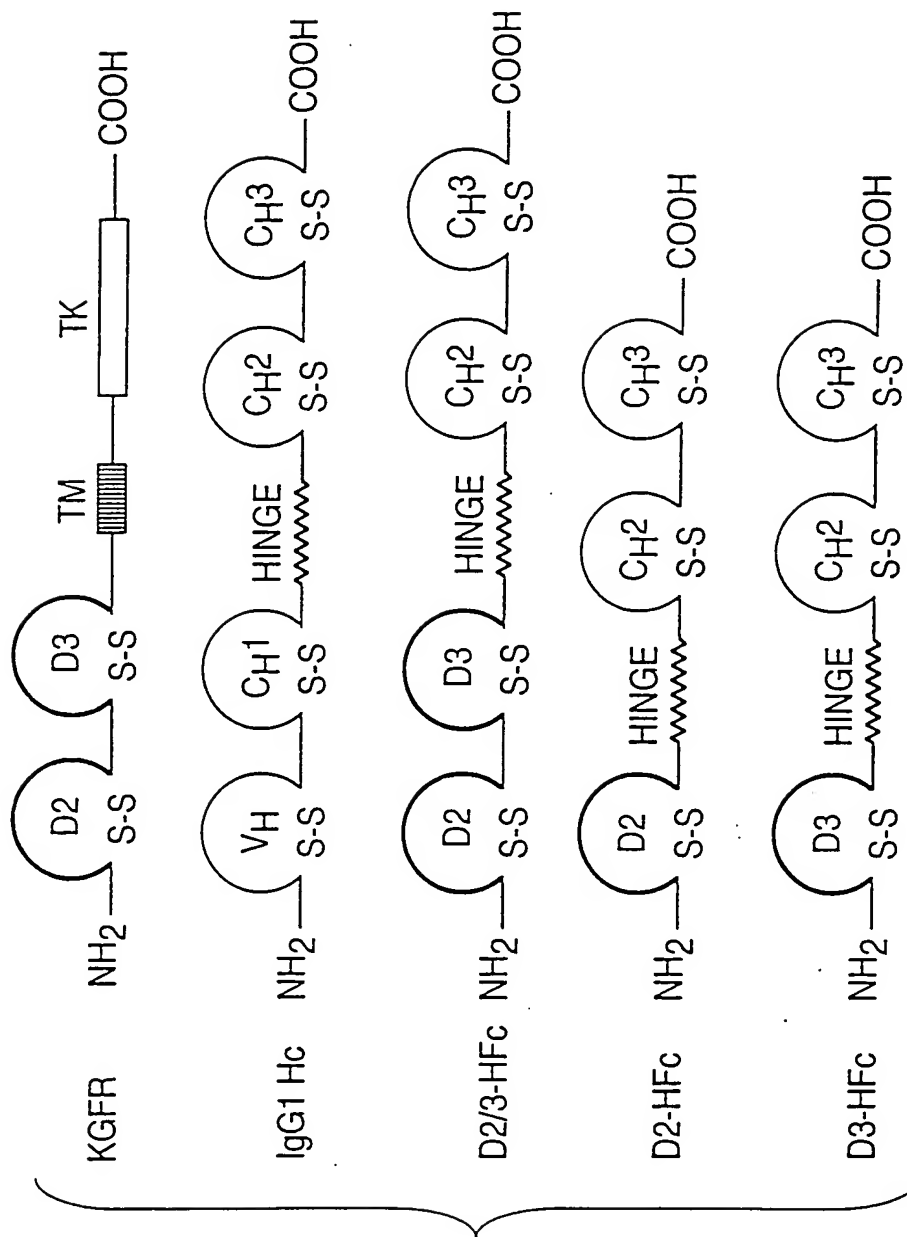 KGFR NH2 D2 S-S D3 S-S TM TK COOH
IgG1 Hc NH2 VH S-S CH1 S-S HINGE CH2 S-S CH3 S-S COOH
D2/3-HFc NH2 D2 S-S D3 S-S HINGE CH2 S-S CH3 S-S COOH
D2-HFc NH2 D2 S-S HINGE CH2 S-S CH3 S-S COOH
D3-HFc NH2 D3 S-S HINGE CH2 S-S CH3 S-S COOH